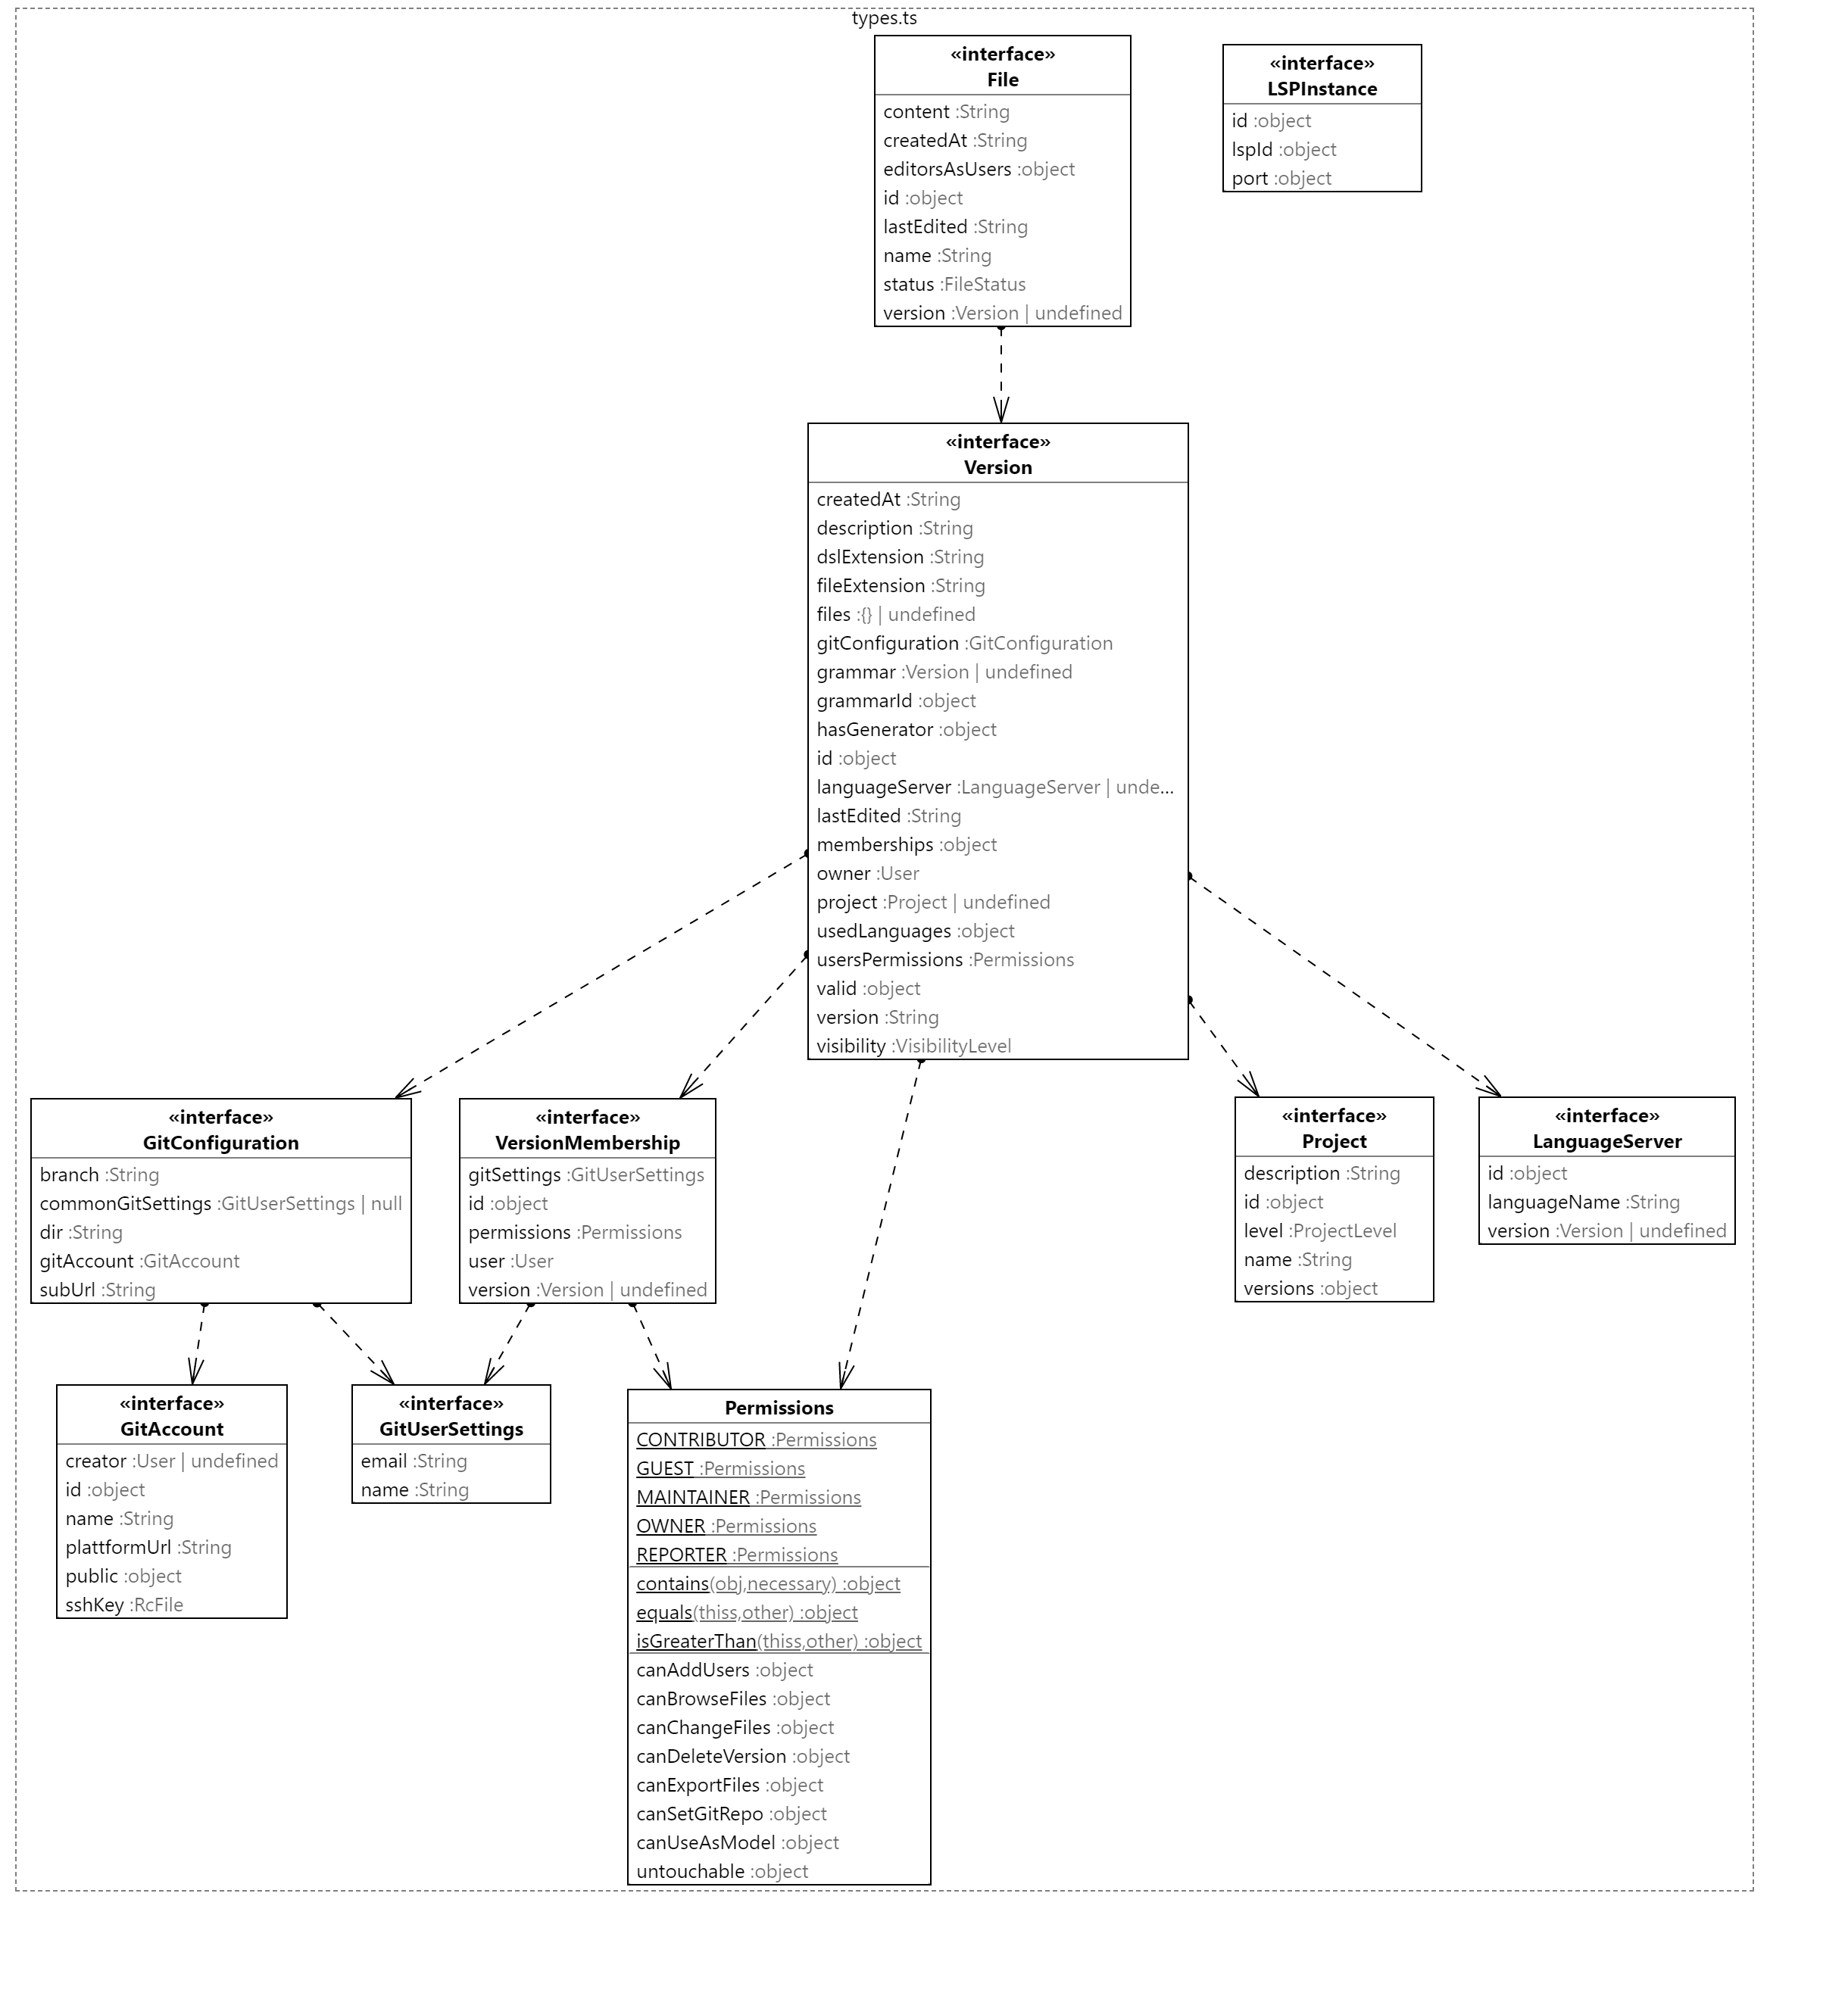 types.ts
«interface»
File
content :String
createdAt :String
editorsAsUsers :object
id :object
lastEdited :String
name :String
status :FileStatus
version :Version | undefined
«interface»
LSPInstance
id :object
lspId :object
port :object
«interface»
Version
createdAt :String
description :String
dslExtension :String
fileExtension :String
files :{} | undefined
gitConfiguration :GitConfiguration
grammar :Version | undefined
grammarId :object
hasGenerator :object
id :object
languageServer :LanguageServer | unde...
lastEdited :String
memberships :object
owner :User
project :Project | undefined
usedLanguages :object
usersPermissions :Permissions
valid :object
version :String
visibility :VisibilityLevel
«interface»
GitConfiguration
branch :String
commonGitSettings :GitUserSettings | null
dir :String
gitAccount :GitAccount
subUrl :String
«interface»
VersionMembership
gitSettings :GitUserSettings
id :object
permissions :Permissions
user :User
version :Version | undefined
«interface»
Project
description :String
id :object
level :ProjectLevel
name :String
versions :object
«interface»
LanguageServer
id :object
languageName :String
version :Version | undefined
«interface»
GitAccount
creator :User | undefined
id :object
name :String
plattformUrl :String
public :object
sshKey :RcFile
«interface»
GitUserSettings
email :String
name :String
Permissions
CONTRIBUTOR :Permissions
GUEST :Permissions
MAINTAINER :Permissions
OWNER :Permissions
REPORTER :Permissions
contains(obj,necessary) :object
equals(thiss,other) :object
isGreaterThan(thiss,other) :object
canAddUsers :object
canBrowseFiles :object
canChangeFiles :object
canDeleteVersion :object
canExportFiles :object
canSetGitRepo :object
canUseAsModel :object
untouchable :object